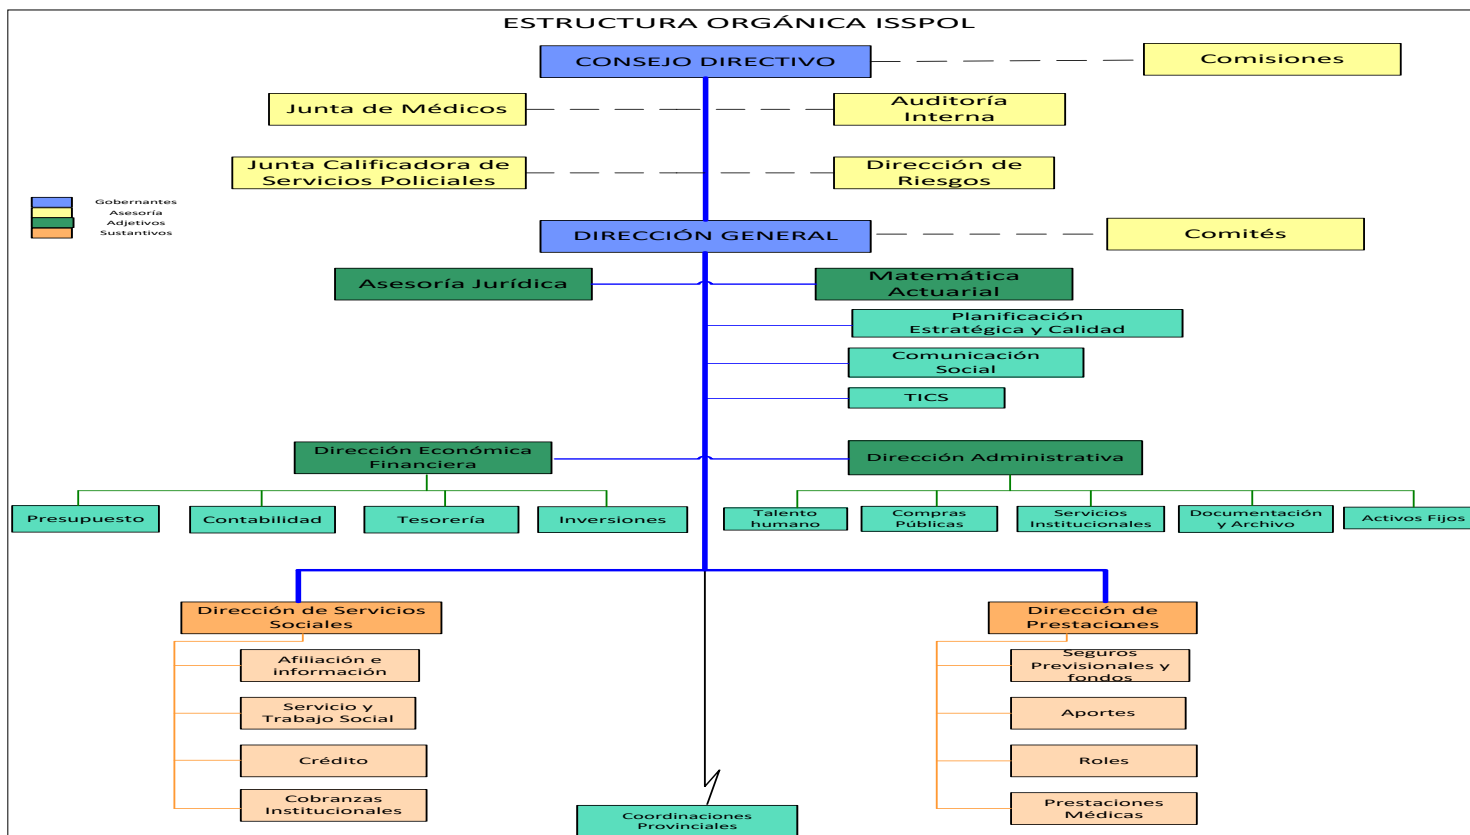 ESTRUCTURA ORGÁNICA ISSPOL
CONSEJO DIRECTIVO
Comisiones
Junta de Médicos
Auditoría
Interna
Junta Calificadora de
Servicios Policiales
Dirección de
Riesgos
Gobernantes
Asesoría
Adjetivos
Sustantivos
DIRECCIÓN GENERAL
Comités
Asesoría Jurídica
Matemática
Actuarial
Planificación
Estratégica y Calidad
Comunicación
Social
TICS
Dirección Económica
Financiera
Dirección Administrativa
Presupuesto
Contabilidad
Tesorería
Inversiones
Talento
humano
Compras
Públicas
Servicios
Institucionales
Documentación
y Archivo
Activos Fijos
Dirección de Servicios
Sociales
Afiliación e
información
Servicio y
Trabajo Social
Crédito
Cobranzas
Institucionales
Dirección de
Prestaciones
Seguros
Previsionales y
fondos
Aportes
Roles
Prestaciones
Médicas
Coordinaciones
Provinciales